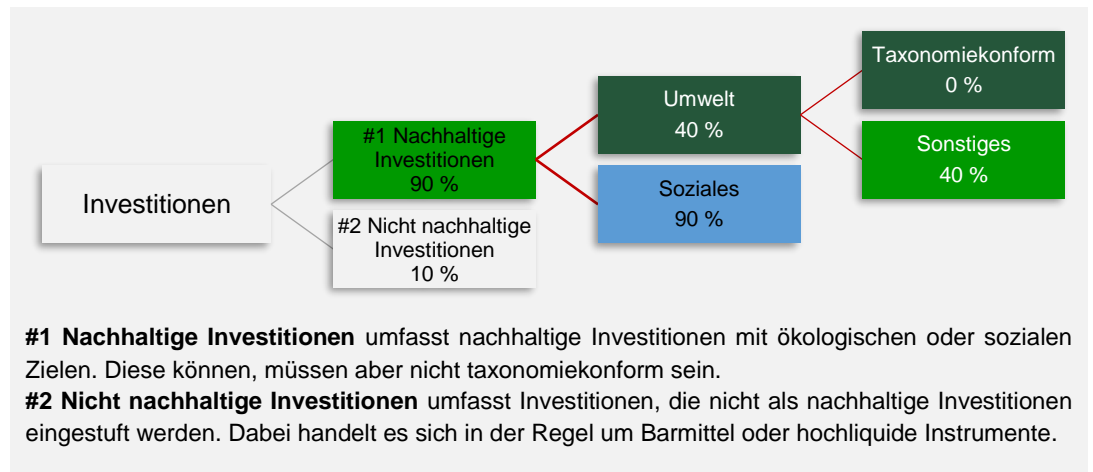 Investitionen
#1 Nachhaltige
Investitionen
90 %
#2 Nicht nachhaltige
Investitionen
10 %
Umwelt
40 %
Soziales
90 %
Taxonomiekonform
0 %
Sonstiges
40 %
#1 Nachhaltige Investitionen umfasst nachhaltige Investitionen mit ökologischen oder sozialen
Zielen. Diese können, müssen aber nicht taxonomiekonform sein.
#2 Nicht nachhaltige Investitionen umfasst Investitionen, die nicht als nachhaltige Investitionen
eingestuft werden. Dabei handelt es sich in der Regel um Barmittel oder hochliquide Instrumente.